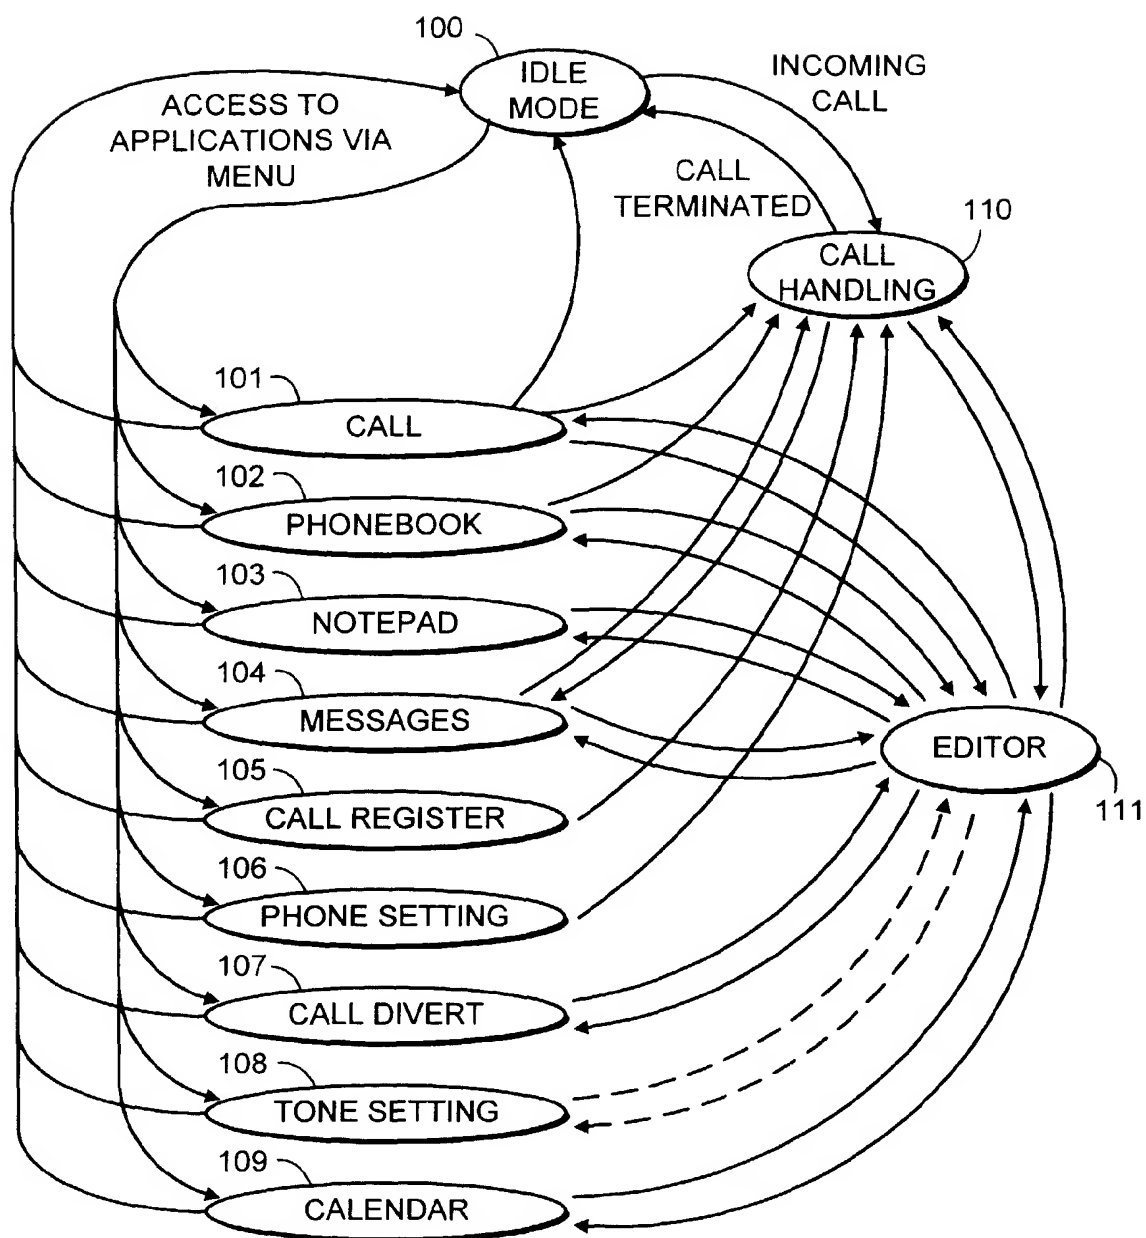 100
IDLE
MODE
INCOMING
CALL
ACCESS TO
APPLICATIONS VIA
MENU
CALL
TERMINATED
110
CALL
HANDLING
101
CALL
102
PHONEBOOK
103
NOTEPAD
104
MESSAGES
EDITOR
111
105
CALL REGISTER
106
PHONE SETTING
107
CALL DIVERT
108
TONE SETTING
109
CALENDAR